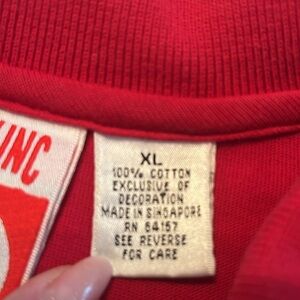 INC
XL
100% COTTON
EXCLUSIVE OF
DECORATION
MADE IN SINGAPORE
RN 64157
SEE REVERSE
FOR CARE